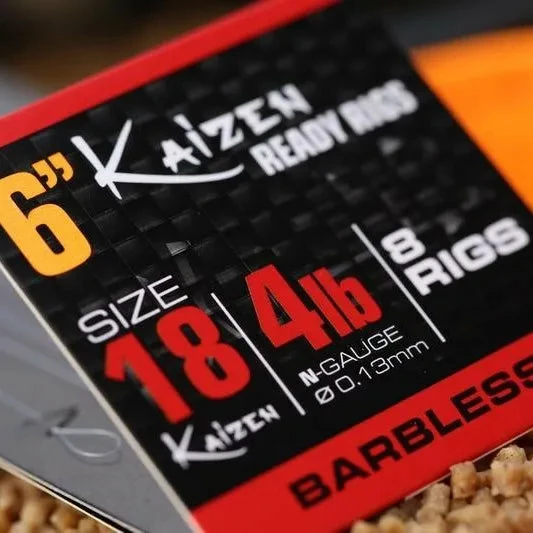 6” KAIZEN
READY RIGS
SIZE
18
KAIZEN
4lb
N-GAUGE
Ø 0.13mm
8
RIGS
BARBLESS